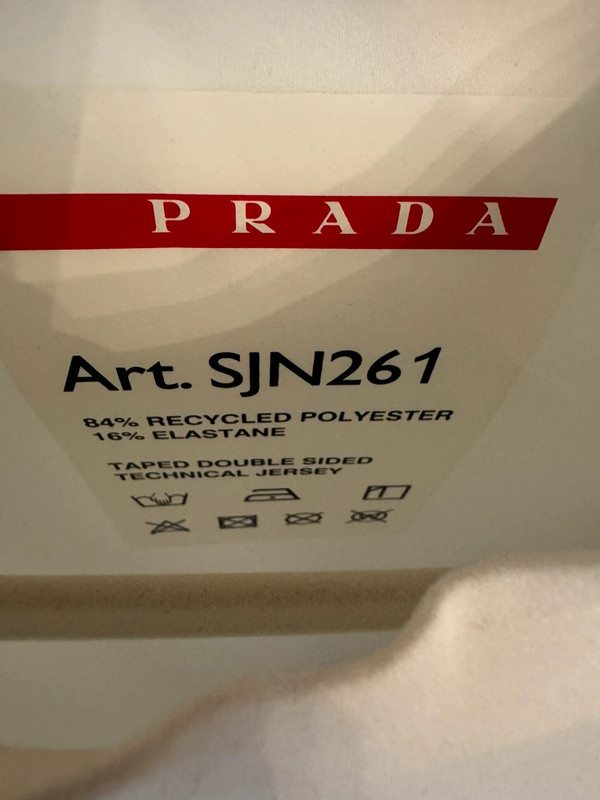 PRADA
Art. SJN261
84% RECYCLED POLYESTER
16% ELASTANE
TAPED DOUBLE SIDED
TECHNICAL JERSEY